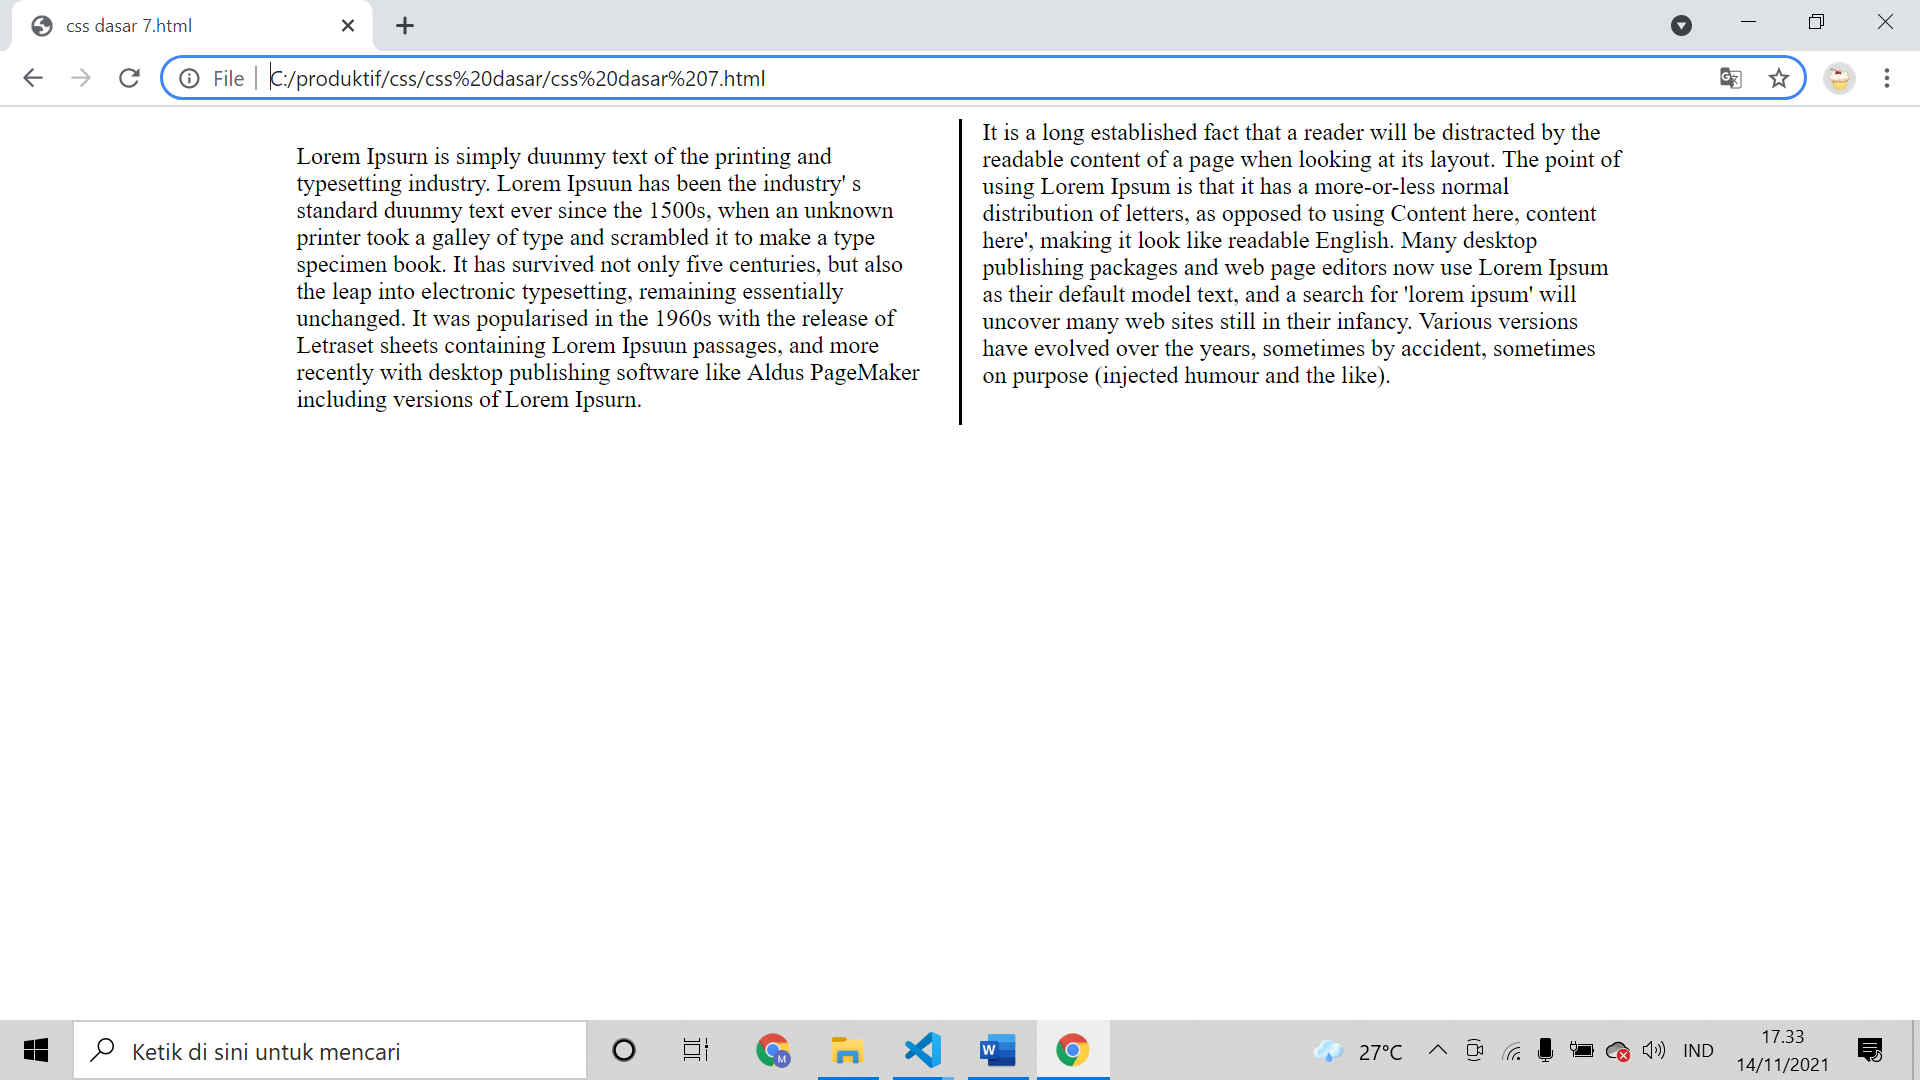 css dasar 7.html
File
C:/produktif/css/css%20dasar/css%20dasar%207.html
Lorem Ipsurn is simply duunmy text of the printing and
typesetting industry. Lorem Ipsuun has been the industry' s
standard duunmy text ever since the 1500s, when an unknown
printer took a galley of type and scrambled it to make a type
specimen book. It has survived not only five centuries, but also
the leap into electronic typesetting, remaining essentially
unchanged. It was popularised in the 1960s with the release of
Letraset sheets containing Lorem Ipsuun passages, and more
recently with desktop publishing software like Aldus PageMaker
including versions of Lorem Ipsurn.
It is a long established fact that a reader will be distracted by the
readable content of a page when looking at its layout. The point of
using Lorem Ipsum is that it has a more-or-less normal
distribution of letters, as opposed to using Content here, content
here', making it look like readable English. Many desktop
publishing packages and web page editors now use Lorem Ipsum
as their default model text, and a search for 'lorem ipsum' will
uncover many web sites still in their infancy. Various versions
have evolved over the years, sometimes by accident, sometimes
on purpose (injected humour and the like).
Ketik di sini untuk mencari
M
W
27°C
IND
17.33
14/11/2021